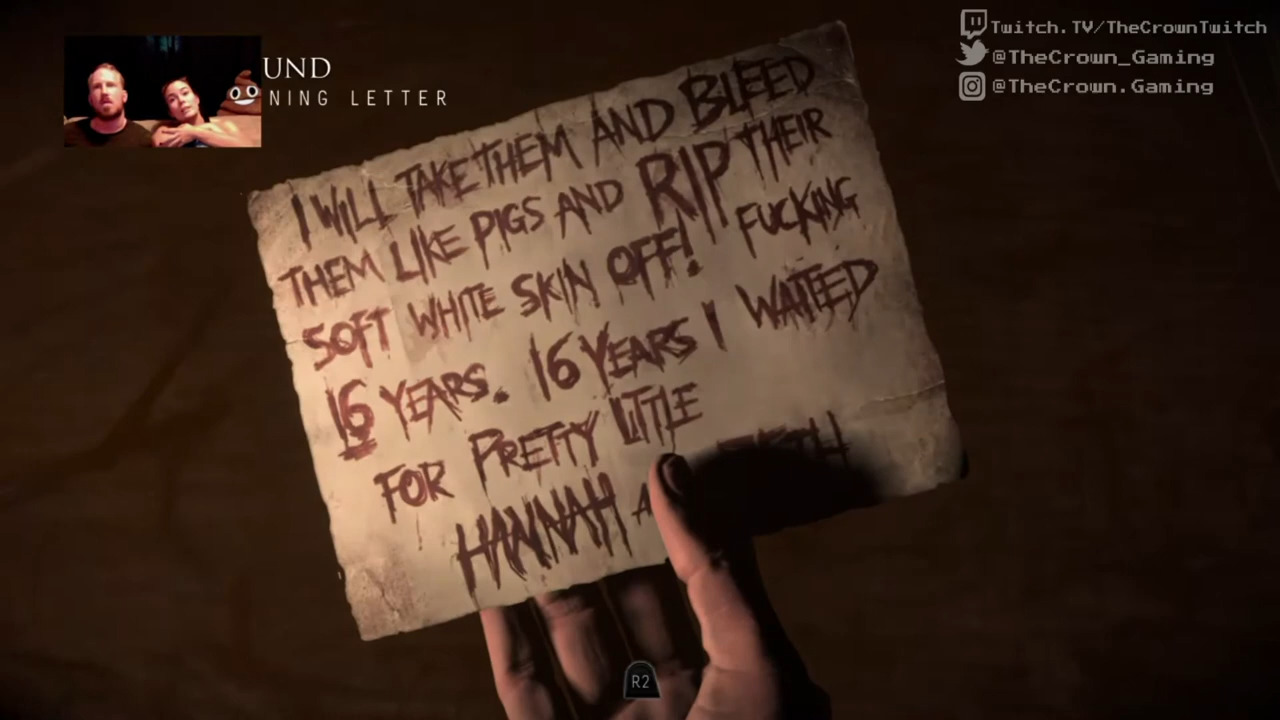 Twitch.TV/TheCrownTwitch
@TheCrown_Gaming
@TheCrown.Gaming
UND
NING LETTER
I WILL TAKE THEM AND BLEED
THEM LIKE PIGS AND RIP THEIR
SOFT WHITE SKIN OFF! FUCKING
16 YEARS. 16 YEARS I WAITED
FOR PRETTY LITTLE
HANNAH
R2